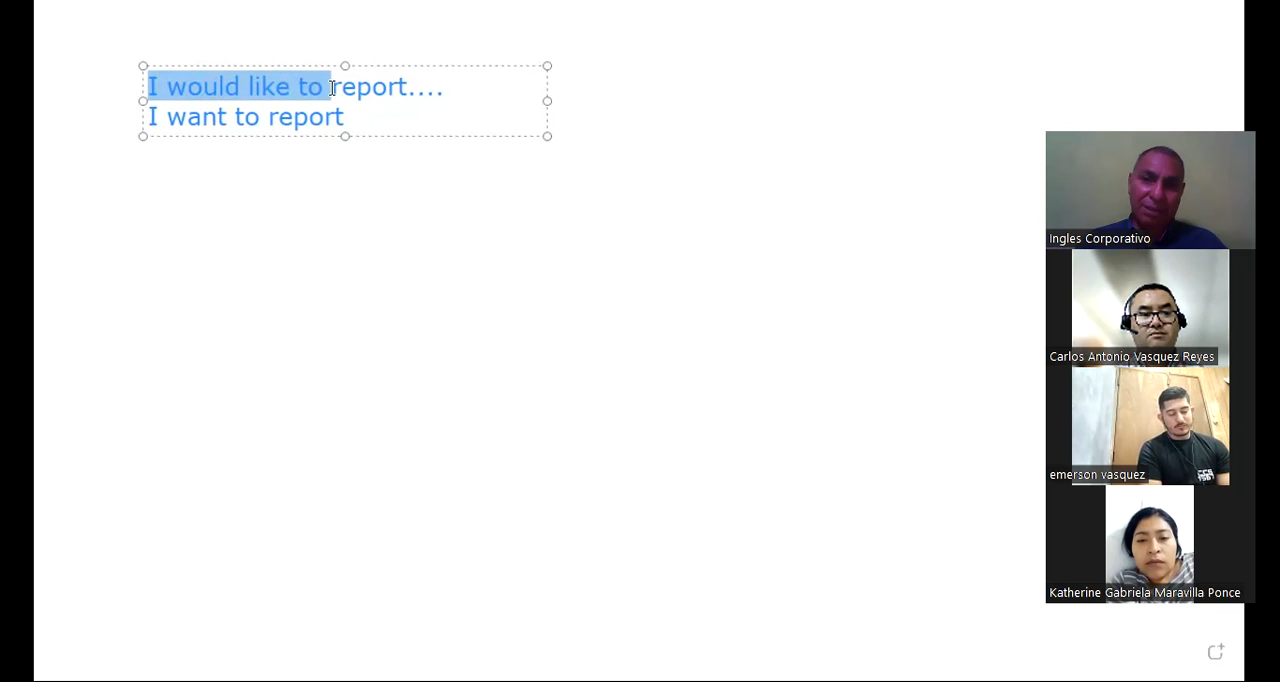 I would like to report....
I want to report
Ingles Corporativo
Carlos Antonio Vasquez Reyes
emerson vasquez
Katherine Gabriela Maravilla Ponce